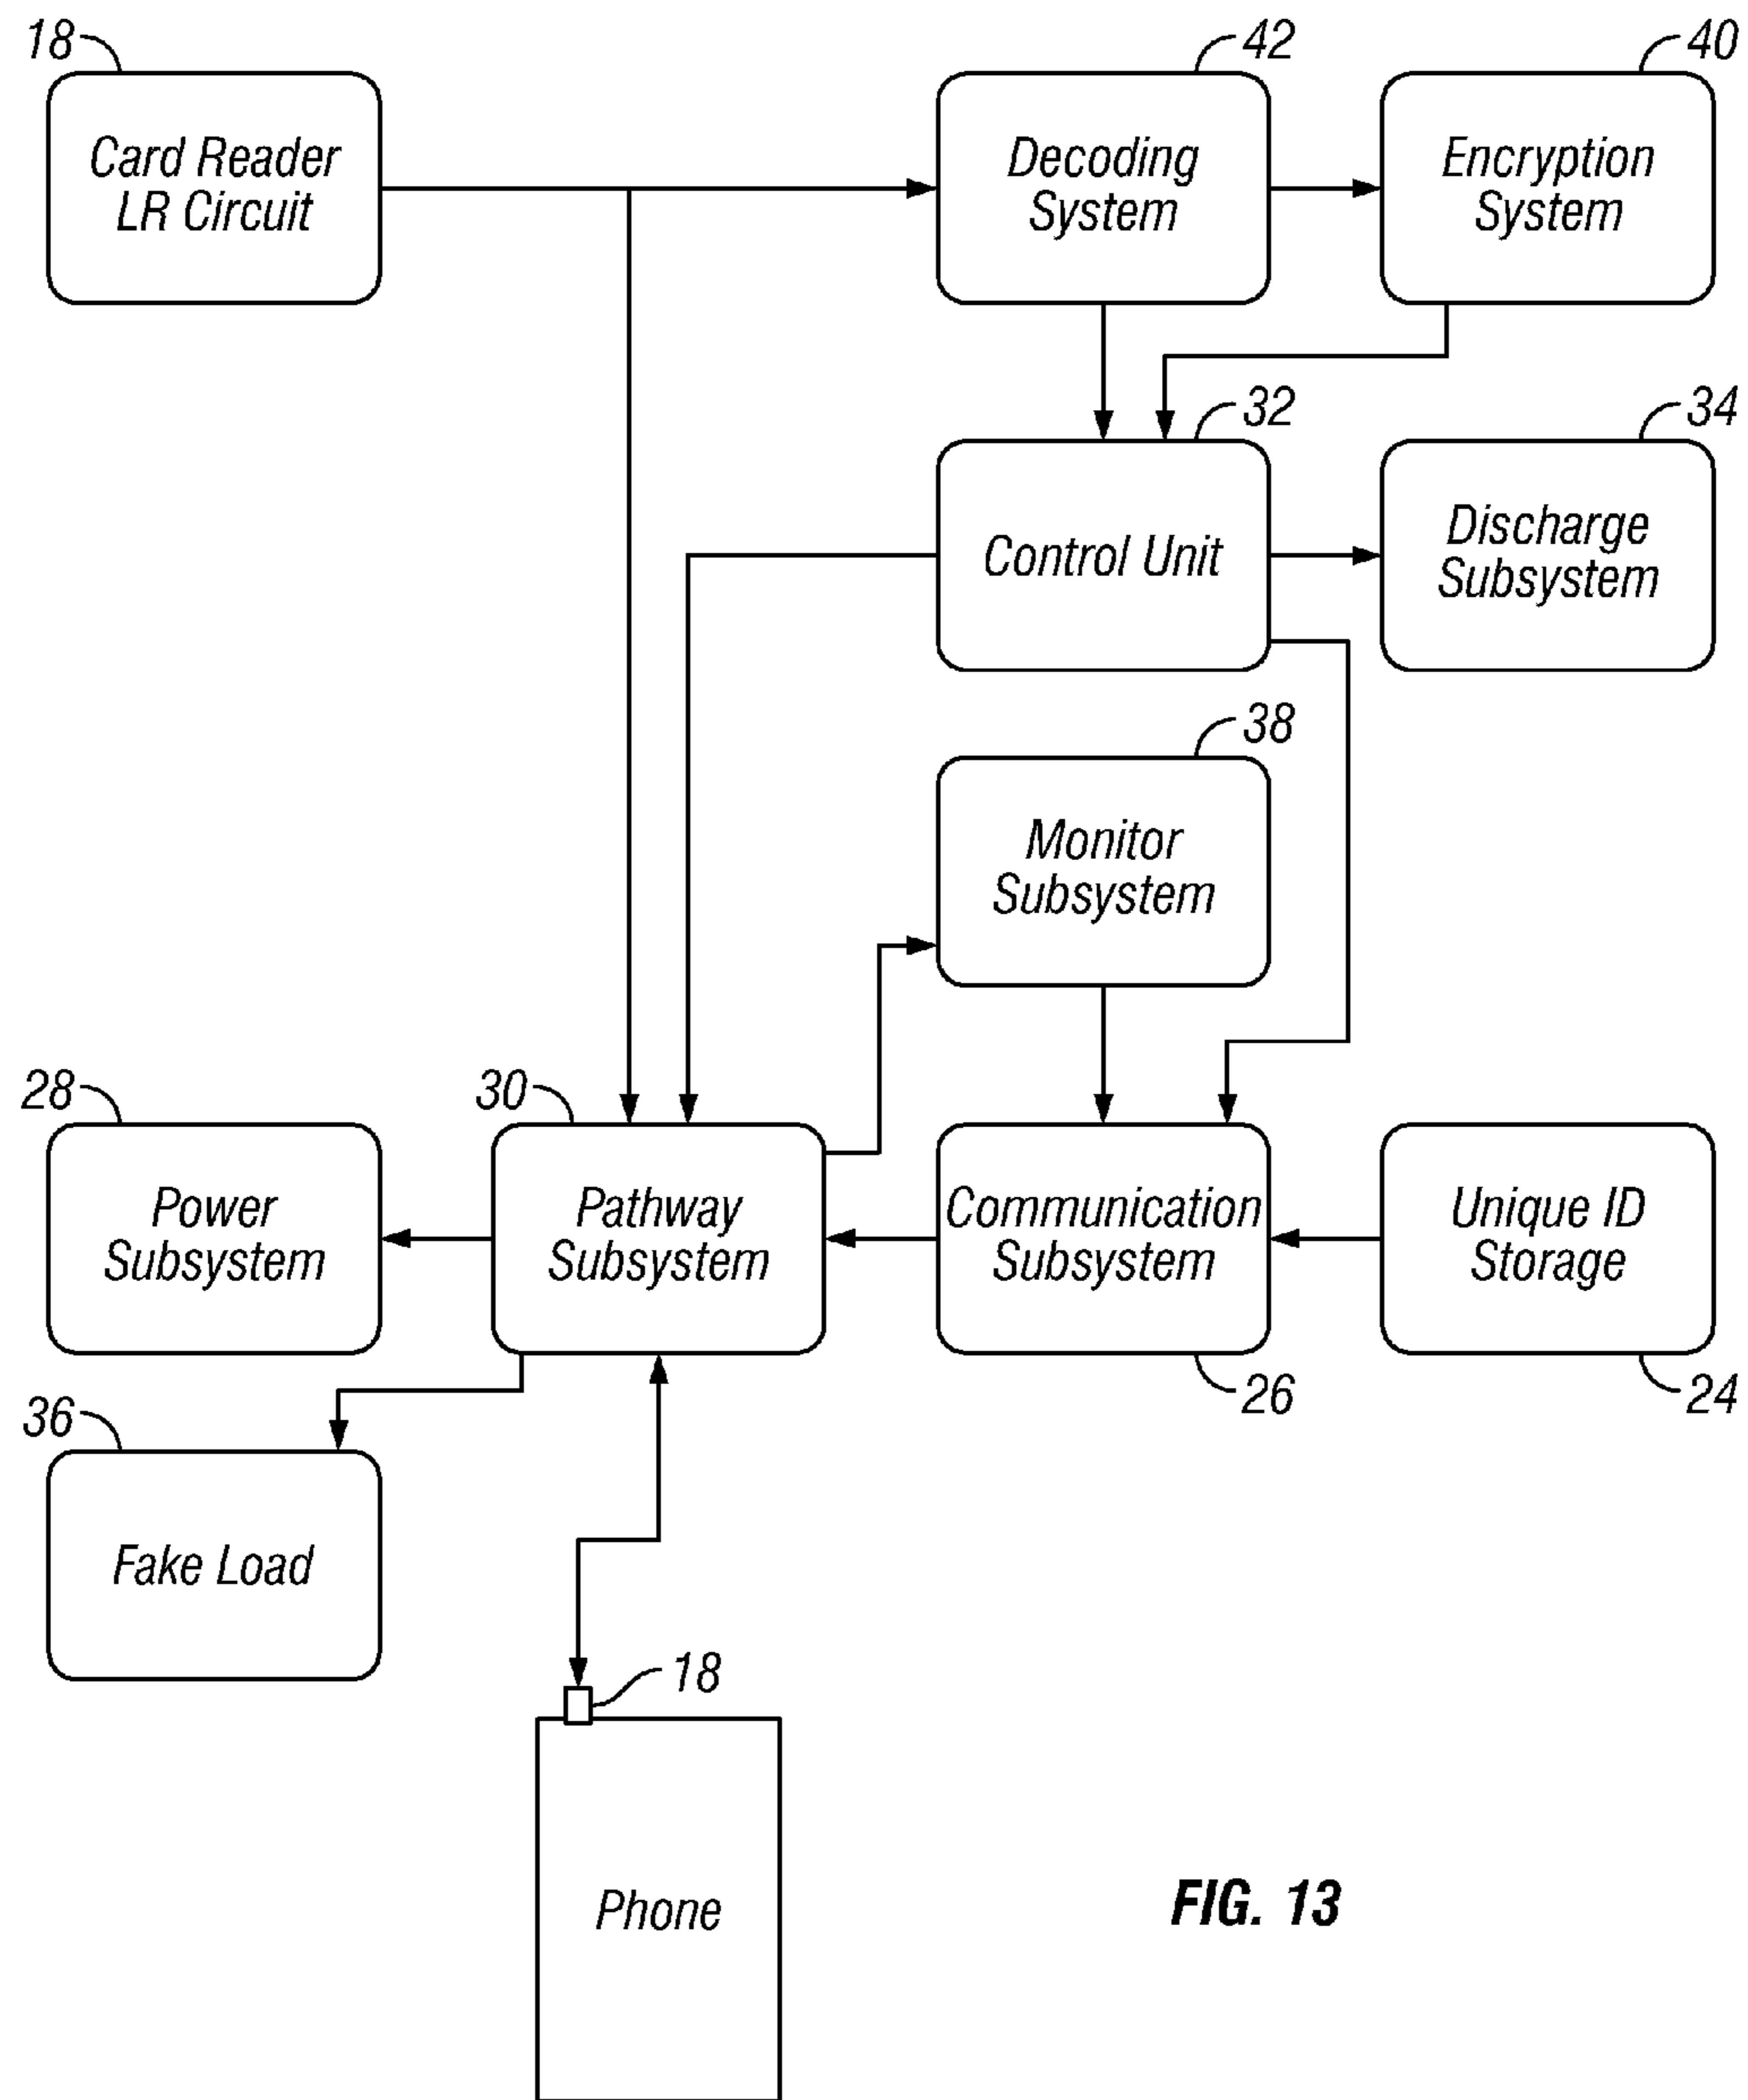 18
42
40
Card Reader
LR Circuit
Decoding
System
Encryption
System
32
34
Control Unit
Discharge
Subsystem
38
Monitor
Subsystem
28
30
Power
Subsystem
Pathway
Subsystem
Communication
Subsystem
Unique ID
Storage
26
24
36
Fake Load
18
Phone
FIG. 13